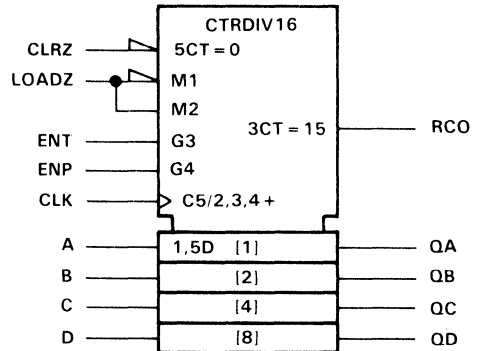 CTRDIV16
CLRZ 5CT = 0
LOADZ M1
M2
3CT = 15 RCO
ENT G3
ENP G4
CLK C5/2,3,4 +
A 1,5D [1] QA
B [2] QB
C [4] QC
D [8] QD